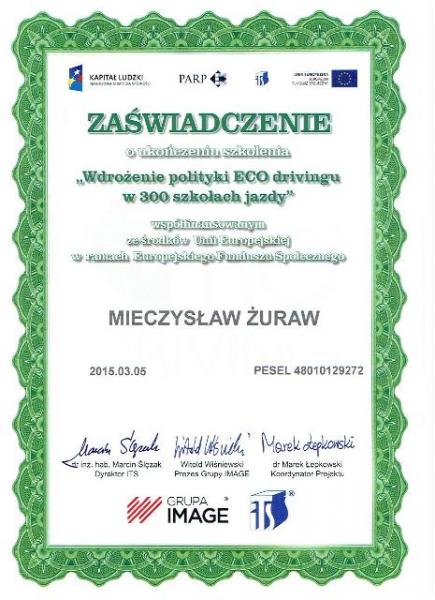 KAPITAŁ LUDZKI
PARP
ITS
UNIA EUROPEJSKA
ZAŚWIADCZENIE
o ukończeniu szkolenia
„Wdrożenie polityki ECO drivingu
w 300 szkołach jazdy”
współfinansowanym
ze środków Unii Europejskiej
w ramach Europejskiego Funduszu Społecznego
MIECZYSŁAW ŻURAW
2015.03.05 PESEL 48010129272
Marcin Ślęzak Witold Wiśniewski Marek Łepkowski
dr inż. hab. Marcin Ślęzak Witold Wiśniewski dr Marek Łepkowski
Dyrektor ITS Prezes Grupy IMAGE Koordynator Projektu
GRUPA
IMAGE ®
ITS ®